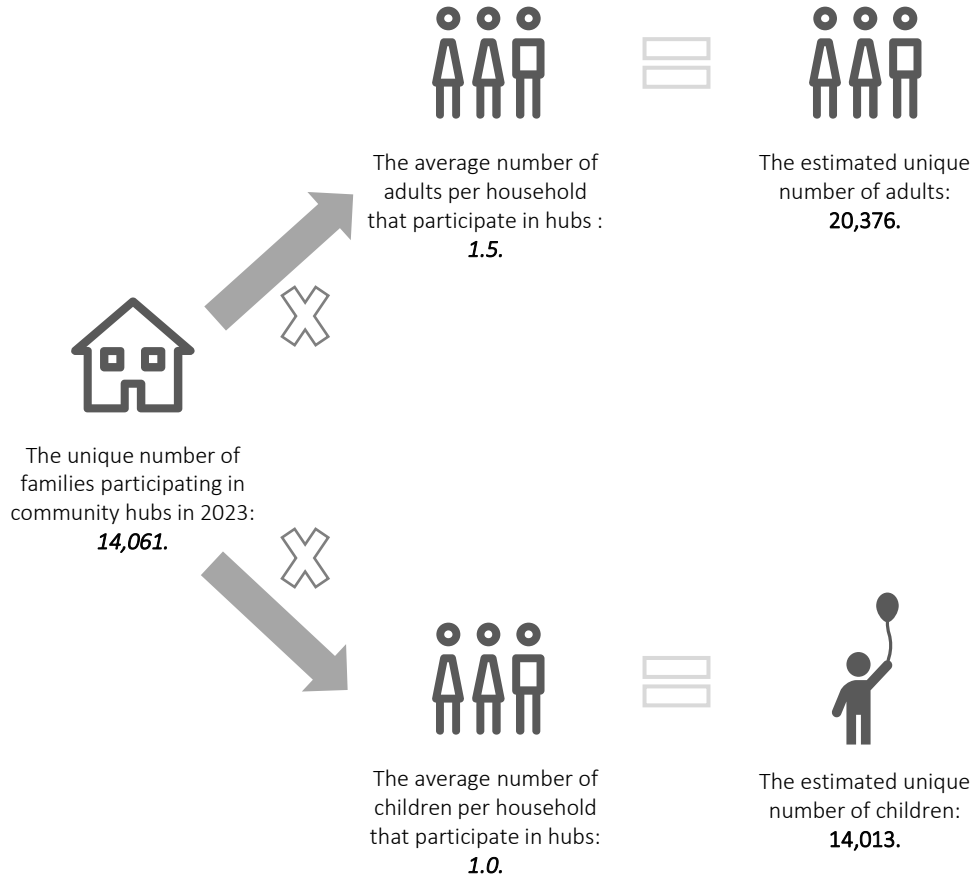 The average number of
adults per household
that participate in hubs :
1.5.
The estimated unique
number of adults:
20,376.
The unique number of
families participating in
community hubs in 2023:
14,061.
The average number of
children per household
that participate in hubs:
1.0.
The estimated unique
number of children:
14,013.